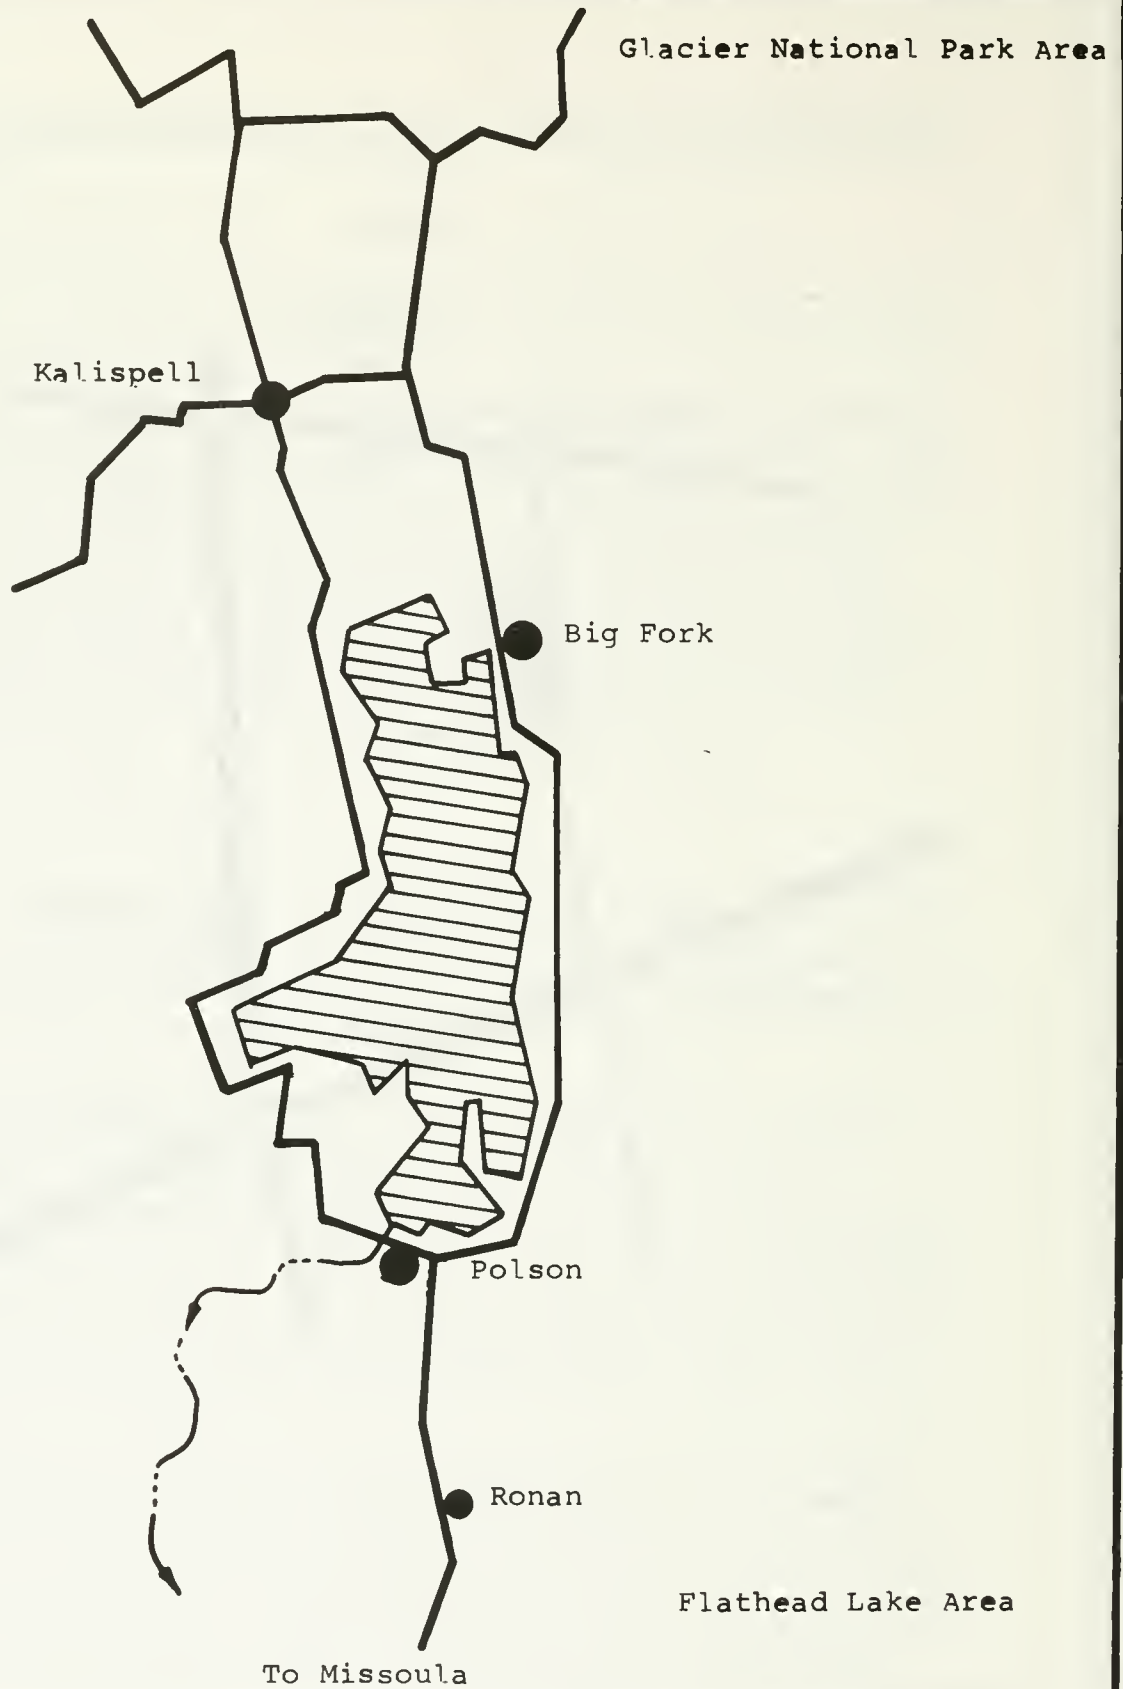 Glacier National Park Area
Kalispell
Big Fork
Polson
Ronan
Flathead Lake Area
To Missoula